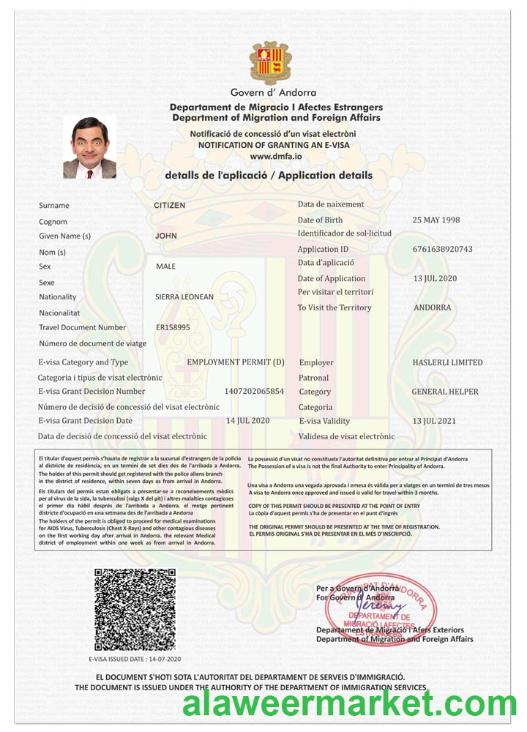 Govern d' Andorra
Departament de Migracio I Afectes Estrangers
Department of Migration and Foreign Affairs
Notificació de concessió d'un visat electròni
NOTIFICATION OF GRANTING AN E-VISA
www.dmfa.io
detalls de l'aplicació / Application details
Surname CITIZEN Data de naixement
Cognom Date of Birth 25 MAY 1998
Given Name (s) JOHN Identificador de sol·licitud
Nom (s) Application ID 6761638920743
Sex MALE Data d'aplicació
Sexe Date of Application 13 JUL 2020
Nationality SIERRA LEONEAN Per visitar el territori
Nacionalitat To Visit the Territory ANDORRA
Travel Document Number ER158995
Número de document de viatge
E-visa Category and Type EMPLOYMENT PERMIT (D) Employer HASLERLI LIMITED
Categoria i tipus de visat electrònic Patronal
E-visa Grant Decision Number 1407202065854 Category GENERAL HELPER
Número de decisió de concessió del visat electrònic Categoria
E-visa Grant Decision Date 14 JUL 2020 E-visa Validity 13 JUL 2021
Data de decisió de concessió del visat electrònic Validesa de visat electrònic
El titular d'aquest permís s'haura de registrar a la sucursal d'estrangers de la policia
al districte de residència, en un termini de set dies des de l'arribada a Andorra.
The holder of this permit should get registered with the police aliens branch
in the district of residence, within seven days as from arrival in Andorra.
Els titulars del permís estan obligats a presentar-se a reconeixements mèdics
per al virus de la sida, la tuberculosi (raigs X del pit) i altres malalties contagioses
el primer dia hàbil després de l'arribada a Andorra, el metge pertinent
districte d'ocupació en una setmana des de l'arribada a Andorra
The holders of the permit is obliged to proceed for medical examinations
for AIDS Virus, Tuberculosis (Chest X-Rays) and other contagious diseases
on the first working day after arrival in Andorra, the relevant Medical
district of employment within one week as from arrival in Andorra.
La possessió d'un visat no constitueix l'autoritat definitiva per entrar al Principat d'Andorra
The Possession of a visa is not the final Authority to enter Principality of Andorra.
Una visa a Andorra una vegada aprovada i emesa és vàlida per a viatges en un termini de tres mesos
A visa to Andorra once approved and issued is valid for travel within 3 months.
COPY OF THIS PERMIT SHOULD BE PRESENTED AT THE POINT OF ENTRY
La còpia d'aquest permís s'ha de presentar en el punt d'ingrés
THE ORIGINAL PERMIT SHOULD BE PRESENTED AT THE TIME OF REGISTRATION.
EL PERMIS ORIGINAL S'HA DE PRESENTAR EN EL MÉS D'INSCRIPCIÓ.
Per a Govern d'Andorra
For Govern d' Andorra
Jeremy
DEPARTAMENT DE
MIGRACIÓ I AFECTES
Departament de Migració i Afers Exteriors
Department of Migration and Foreign Affairs
E-VISA ISSUED DATE : 14-07-2020
EL DOCUMENT S'HOTI SOTA L'AUTORITAT DEL DEPARTAMENT DE SERVEIS D'IMMIGRACIÓ.
THE DOCUMENT IS ISSUED UNDER THE AUTHORITY OF THE DEPARTMENT OF IMMIGRATION SERVICES
alaweermarket.com